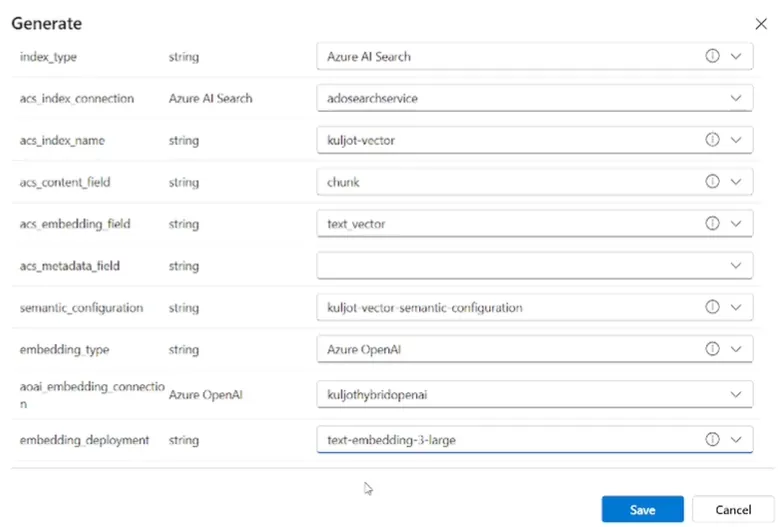 Generate
index_type string Azure AI Search
acs_index_connection Azure AI Search adosearchservice
acs_index_name string kuljot-vector
acs_content_field string chunk
acs_embedding_field string text_vector
acs_metadata_field string
semantic_configuration string kuljot-vector-semantic-configuration
embedding_type string Azure OpenAI
aoai_embedding_connectio
n Azure OpenAI kuljothybridopenai
embedding_deployment string text-embedding-3-large
Save Cancel